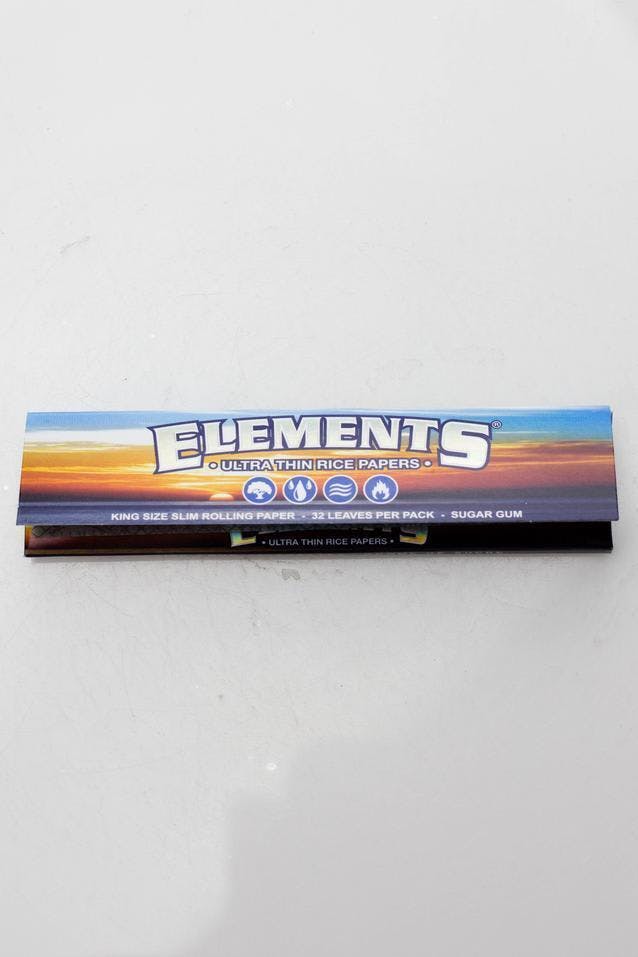 ELEMENTS®
• ULTRA THIN RICE PAPERS •
KING SIZE SLIM ROLLING PAPER - 32 LEAVES PER PACK - SUGAR GUM
ELEMENTS
• ULTRA THIN RICE PAPERS •